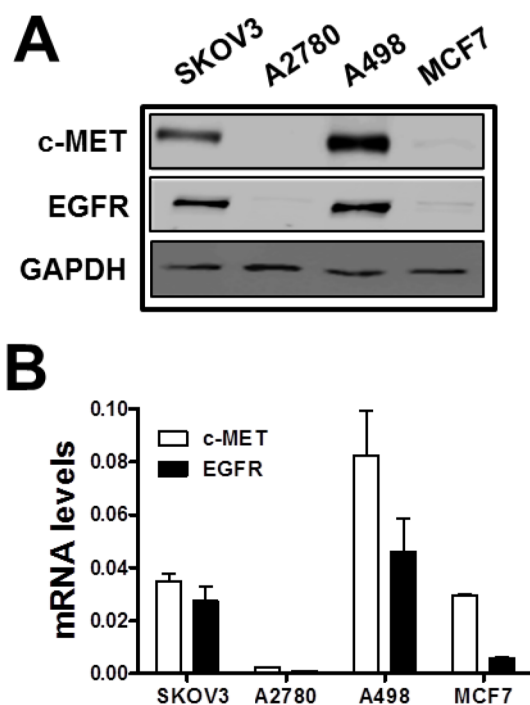 A
SKOV3 A2780 A498 MCF7
c-MET
EGFR
GAPDH
B
mRNA levels
0.10
0.08
0.06
0.04
0.02
0.00
c-MET
EGFR
SKOV3 A2780 A498 MCF7